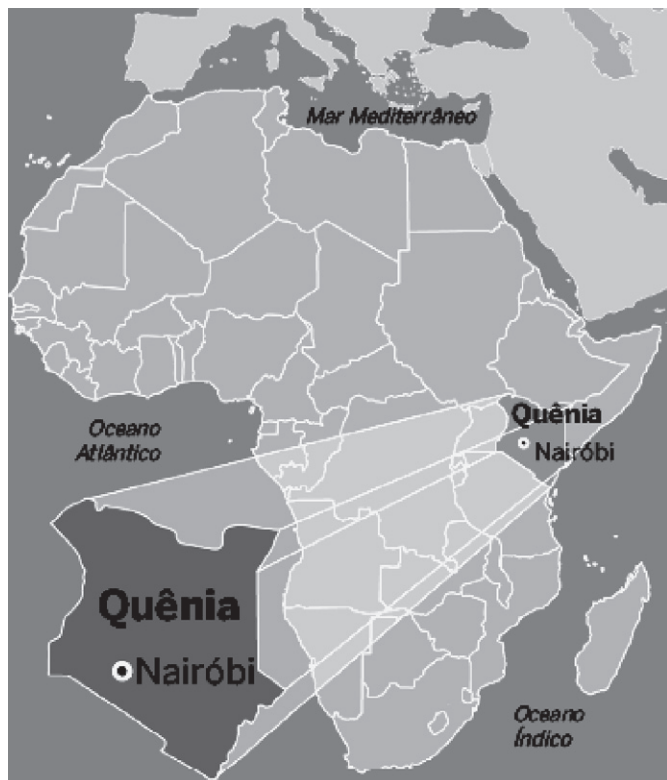 Mar Mediterrâneo
Oceano
Atlântico
Quênia
Nairóbi
Quênia
Nairóbi
Oceano
Índico